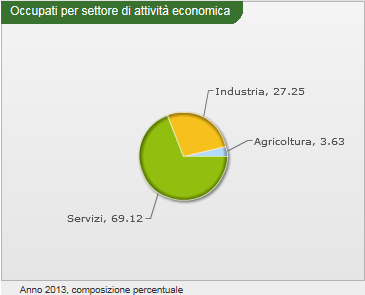 Occupati per settore di attività economica
Industria, 27.25
Agricoltura, 3.63
Servizi, 69.12
Anno 2013, composizione percentuale